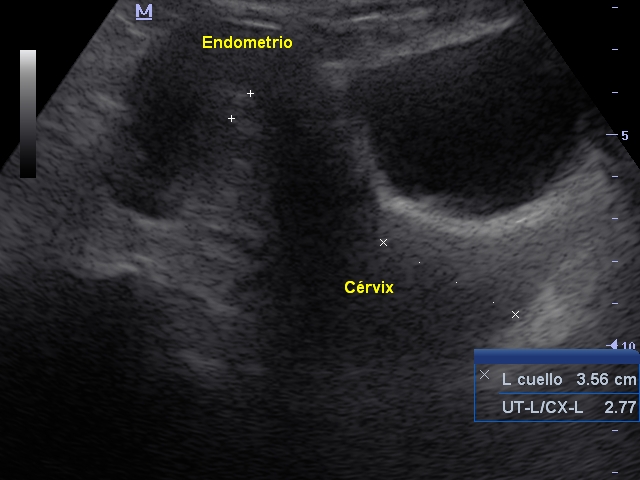 M
Endometrio
5
Cérvix
10
L cuello 3.56 cm
UT-L/CX-L 2.77